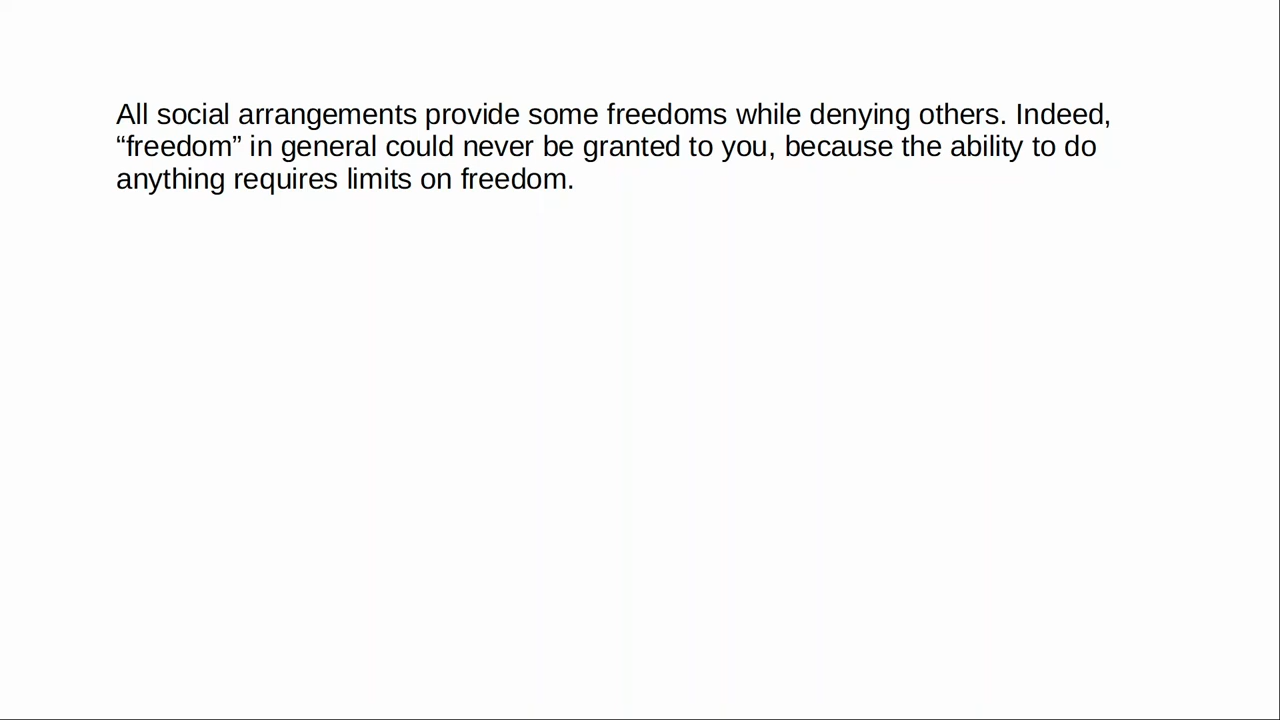 All social arrangements provide some freedoms while denying others. Indeed,
“freedom” in general could never be granted to you, because the ability to do
anything requires limits on freedom.